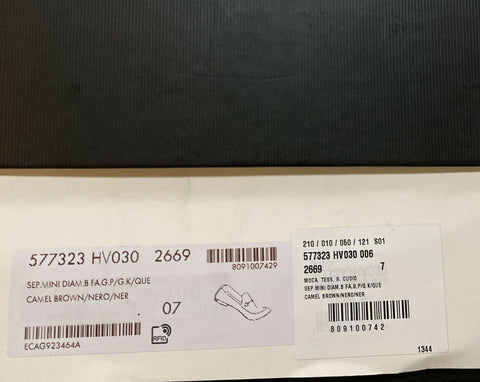 577323 HV030 2669
8091007429
SEP.MINI DIAM.B FA.G.P/G.K/QUE
CAMEL BROWN/NERO/NER
07
RFID
ECAG923464A
210 / 010 / 050 / 121 S01
577323 HV030 006
2669 7
MOCA. TESS. S. CUOIO
SEP.MINI DIAM.B FA.G.P/G.K/QUE
CAMEL BROWN/NERO/NER
809100742
1344